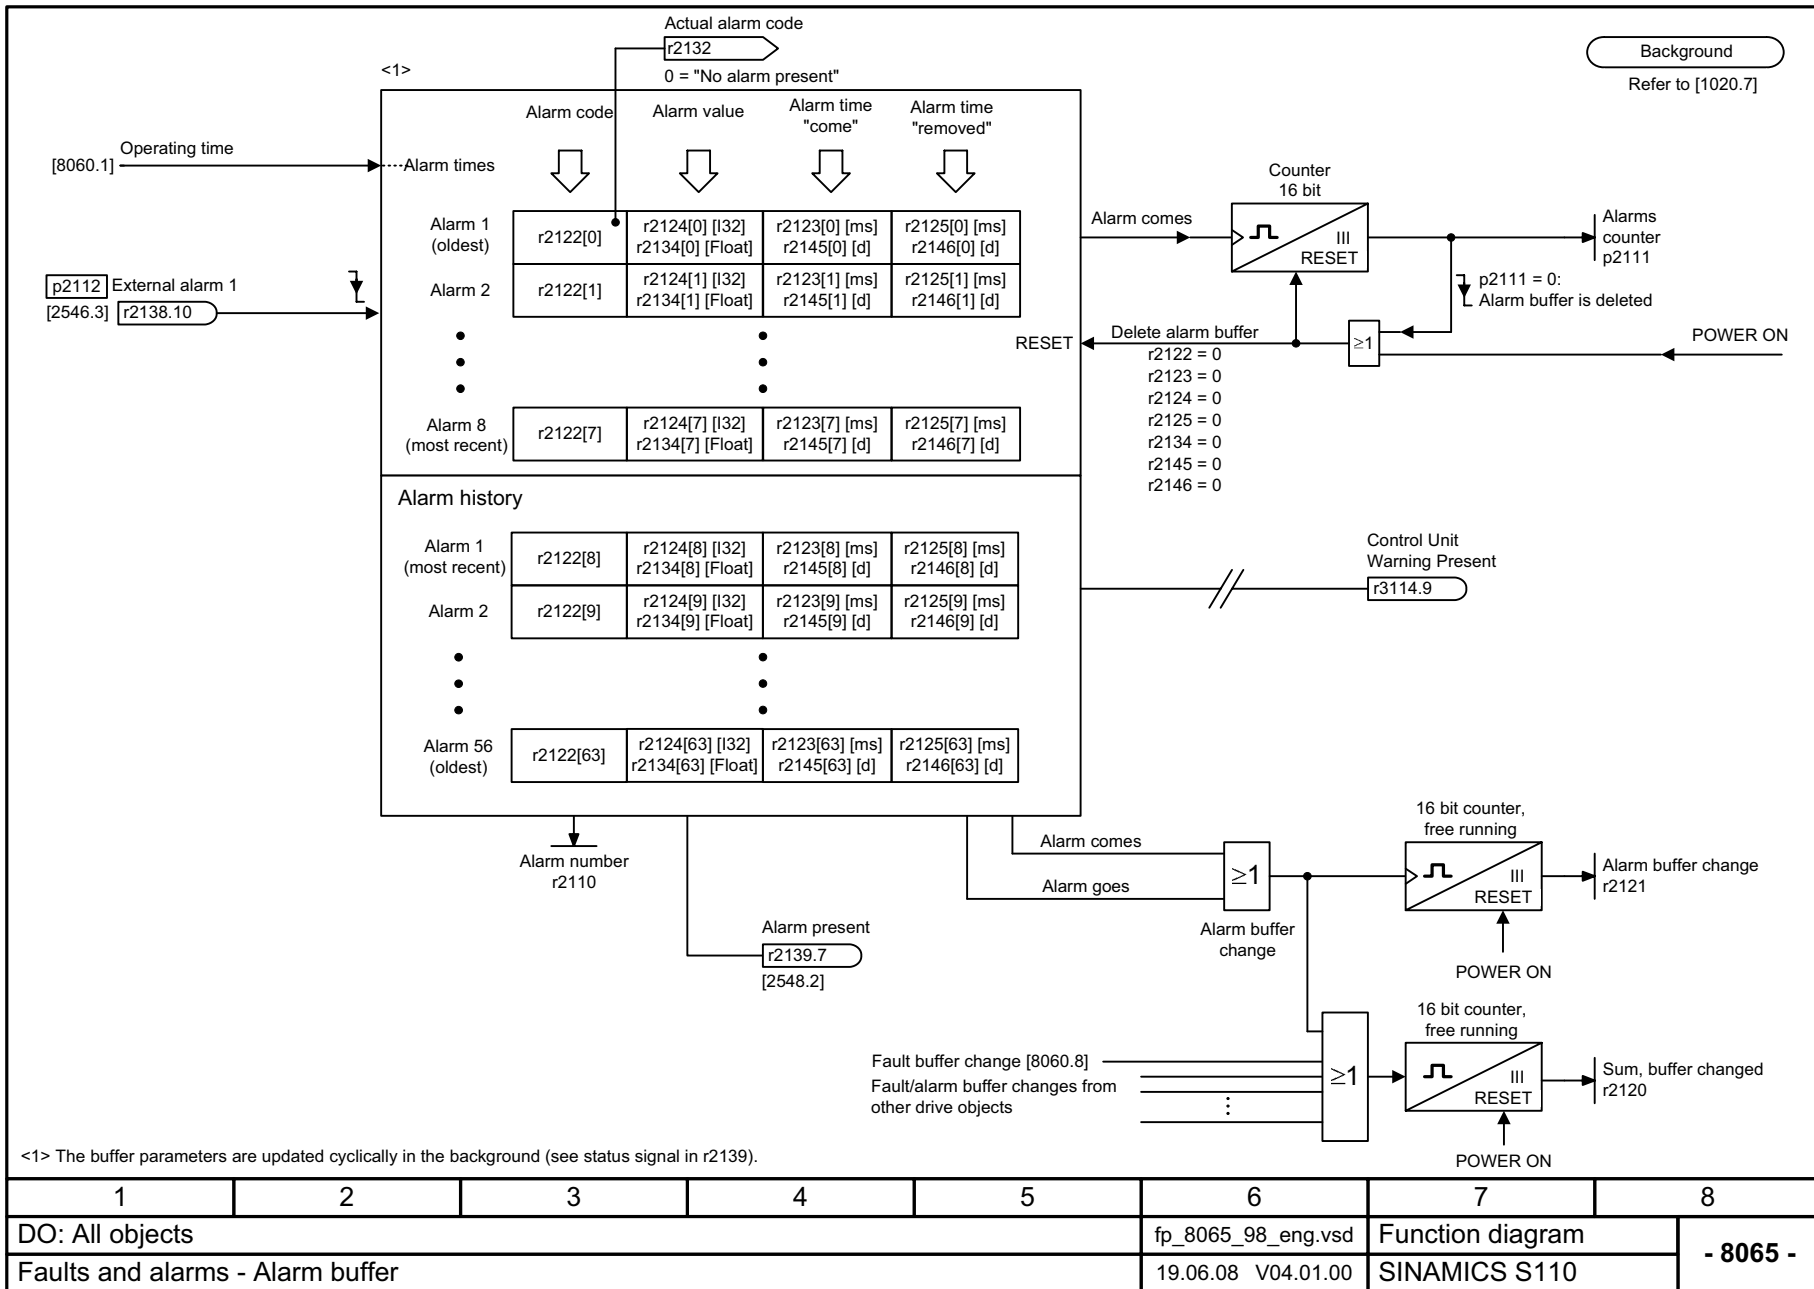 Actual alarm code
r2132
0 = "No alarm present"
Background
Refer to [1020.7]
<1>
Alarm code
Alarm value
Alarm time
"come"
Alarm time
"removed"
Operating time
[8060.1]
Alarm times
Alarm 1
(oldest)
r2122[0]
r2124[0] [I32]
r2134[0] [Float]
r2123[0] [ms]
r2145[0] [d]
r2125[0] [ms]
r2146[0] [d]
Alarm 2
r2122[1]
r2124[1] [I32]
r2134[1] [Float]
r2123[1] [ms]
r2145[1] [d]
r2125[1] [ms]
r2146[1] [d]
p2112 External alarm 1
[2546.3] r2138.10
Alarm 8
(most recent)
r2122[7]
r2124[7] [I32]
r2134[7] [Float]
r2123[7] [ms]
r2145[7] [d]
r2125[7] [ms]
r2146[7] [d]
RESET
Alarm comes
Counter
16 bit
III
RESET
Alarms
counter
p2111
p2111 = 0:
Alarm buffer is deleted
≥1
POWER ON
Delete alarm buffer
r2122 = 0
r2123 = 0
r2124 = 0
r2125 = 0
r2134 = 0
r2145 = 0
r2146 = 0
Alarm history
Alarm 1
(most recent)
r2122[8]
r2124[8] [I32]
r2134[8] [Float]
r2123[8] [ms]
r2145[8] [d]
r2125[8] [ms]
r2146[8] [d]
Alarm 2
r2122[9]
r2124[9] [I32]
r2134[9] [Float]
r2123[9] [ms]
r2145[9] [d]
r2125[9] [ms]
r2146[9] [d]
Alarm 56
(oldest)
r2122[63]
r2124[63] [I32]
r2134[63] [Float]
r2123[63] [ms]
r2145[63] [d]
r2125[63] [ms]
r2146[63] [d]
Control Unit
Warning Present
r3114.9
Alarm number
r2110
Alarm present
r2139.7
[2548.2]
Alarm comes
Alarm goes
≥1
Alarm buffer
change
16 bit counter,
free running
III
RESET
POWER ON
Alarm buffer change
r2121
Fault buffer change [8060.8]
Fault/alarm buffer changes from
other drive objects
≥1
16 bit counter,
free running
III
RESET
POWER ON
Sum, buffer changed
r2120
<1> The buffer parameters are updated cyclically in the background (see status signal in r2139).
1 2 3 4 5 6 7 8
DO: All objects
fp_8065_98_eng.vsd
Function diagram
- 8065 -
Faults and alarms - Alarm buffer
19.06.08 V04.01.00
SINAMICS S110